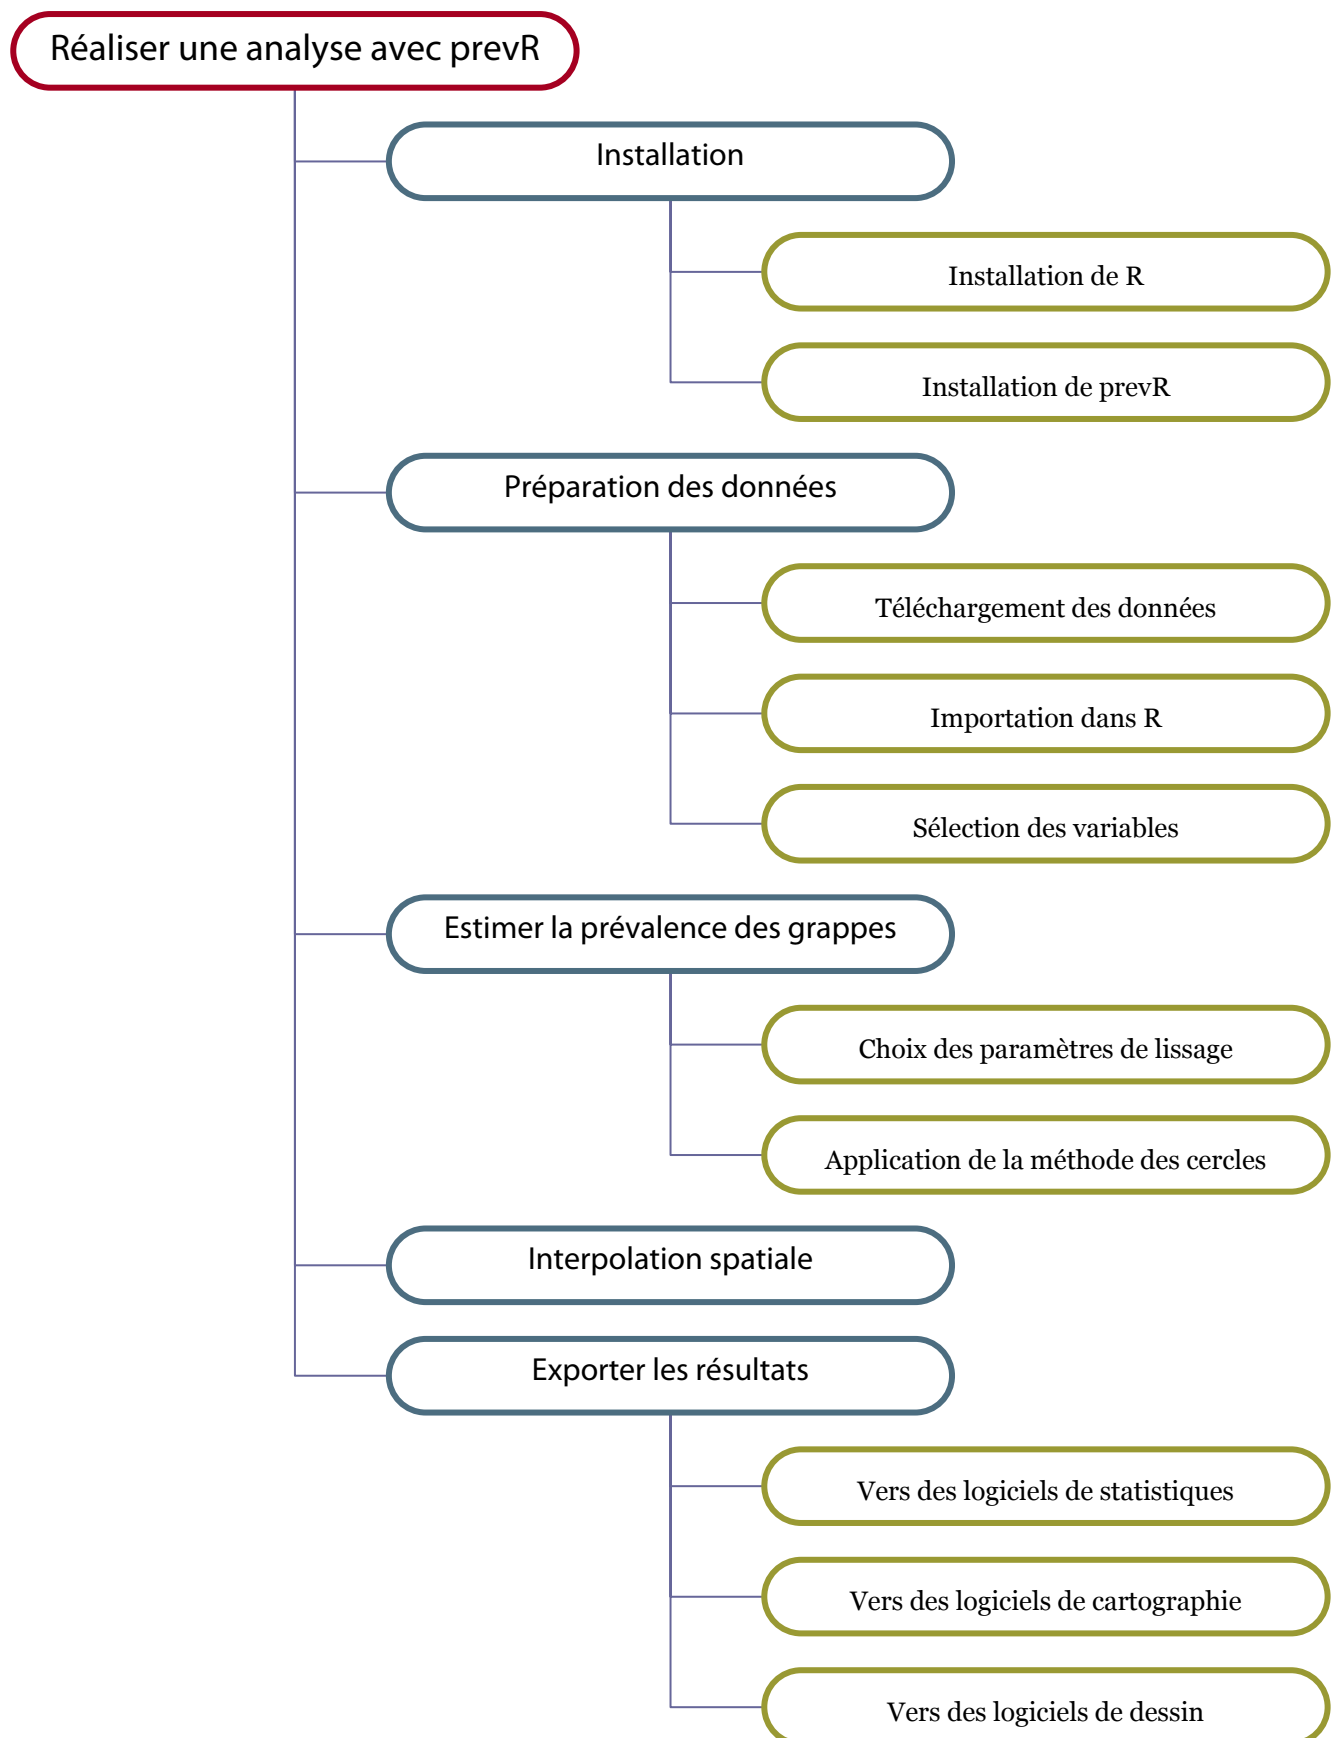 Réaliser une analyse avec prevR
Installation
Installation de R
Installation de prevR
Préparation des données
Téléchargement des données
Importation dans R
Sélection des variables
Estimer la prévalence des grappes
Choix des paramètres de lissage
Application de la méthode des cercles
Interpolation spatiale
Exporter les résultats
Vers des logiciels de statistiques
Vers des logiciels de cartographie
Vers des logiciels de dessin